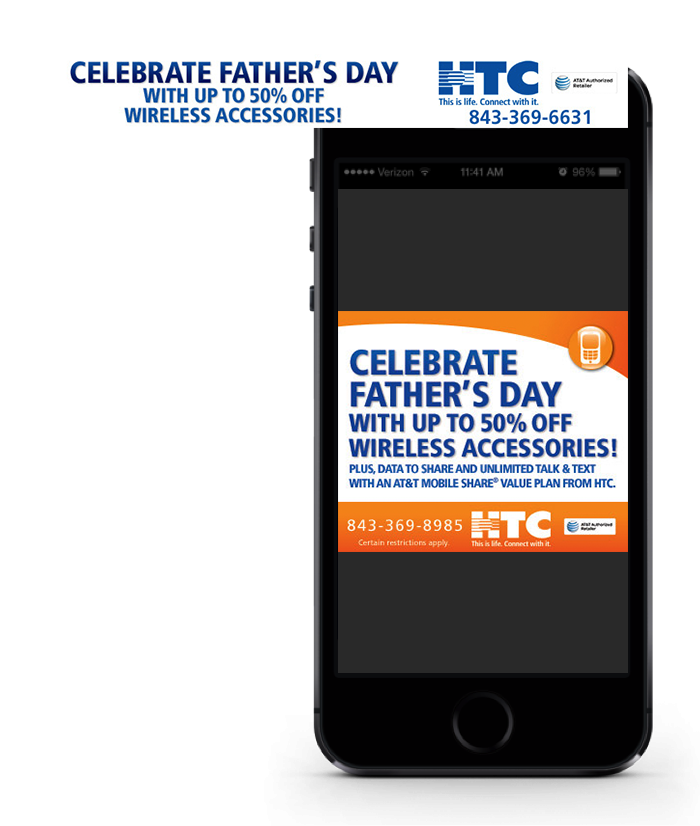 CELEBRATE FATHER'S DAY
WITH UP TO 50% OFF
WIRELESS ACCESSORIES!
HTC
This is life. Connect with it.
AT&T Authorized
Retailer
843-369-6631
Verizon
11:41 AM
96%
CELEBRATE
FATHER'S DAY
WITH UP TO 50% OFF
WIRELESS ACCESSORIES!
PLUS, DATA TO SHARE AND UNLIMITED TALK & TEXT
WITH AN AT&T MOBILE SHARE® VALUE PLAN FROM HTC.
843-369-8985
Certain restrictions apply.
HTC
This is life. Connect with it.
AT&T Authorized
Retailer